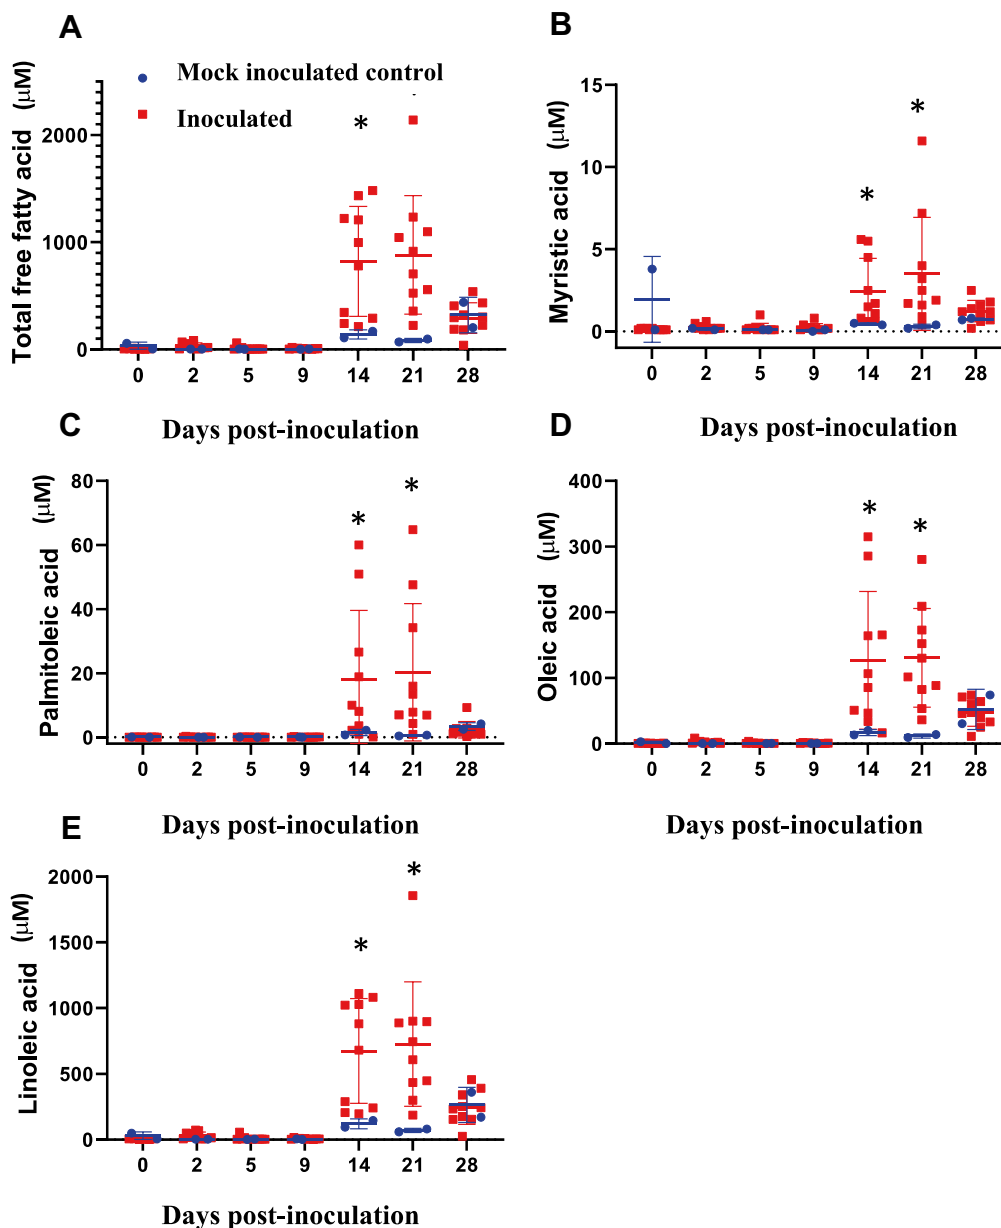 A
Mock inoculated control
Inoculated
Total free fatty acid (μM)
2000
1000
0
*
*
0 2 5 9 14 21 28
Days post-inoculation
B
Myristic acid (μM)
15
10
5
0
*
*
0 2 5 9 14 21 28
Days post-inoculation
C
Palmitoleic acid (μM)
80
60
40
20
0
*
*
0 2 5 9 14 21 28
Days post-inoculation
D
Oleic acid (μM)
400
300
200
100
0
*
*
0 2 5 9 14 21 28
Days post-inoculation
E
Linoleic acid (μM)
2000
1500
1000
500
0
*
*
0 2 5 9 14 21 28
Days post-inoculation